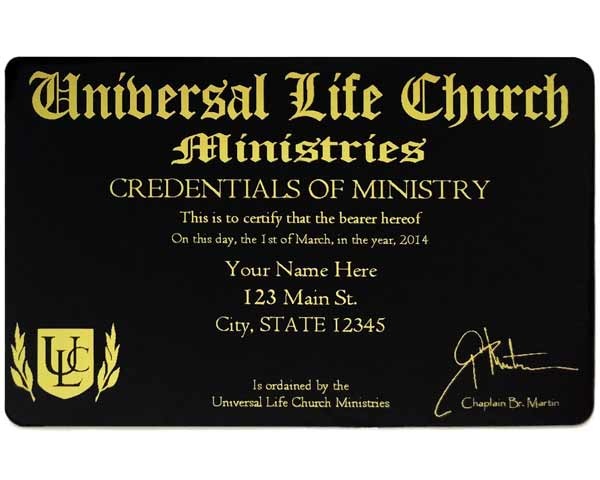 Universal Life Church
Ministries
CREDENTIALS OF MINISTRY
This is to certify that the bearer hereof
On this day, the 1st of March, in the year, 2014
Your Name Here
123 Main St.
City, STATE 12345
ULC
Is ordained by the
Universal Life Church Ministries
Chaplain Br. Martin